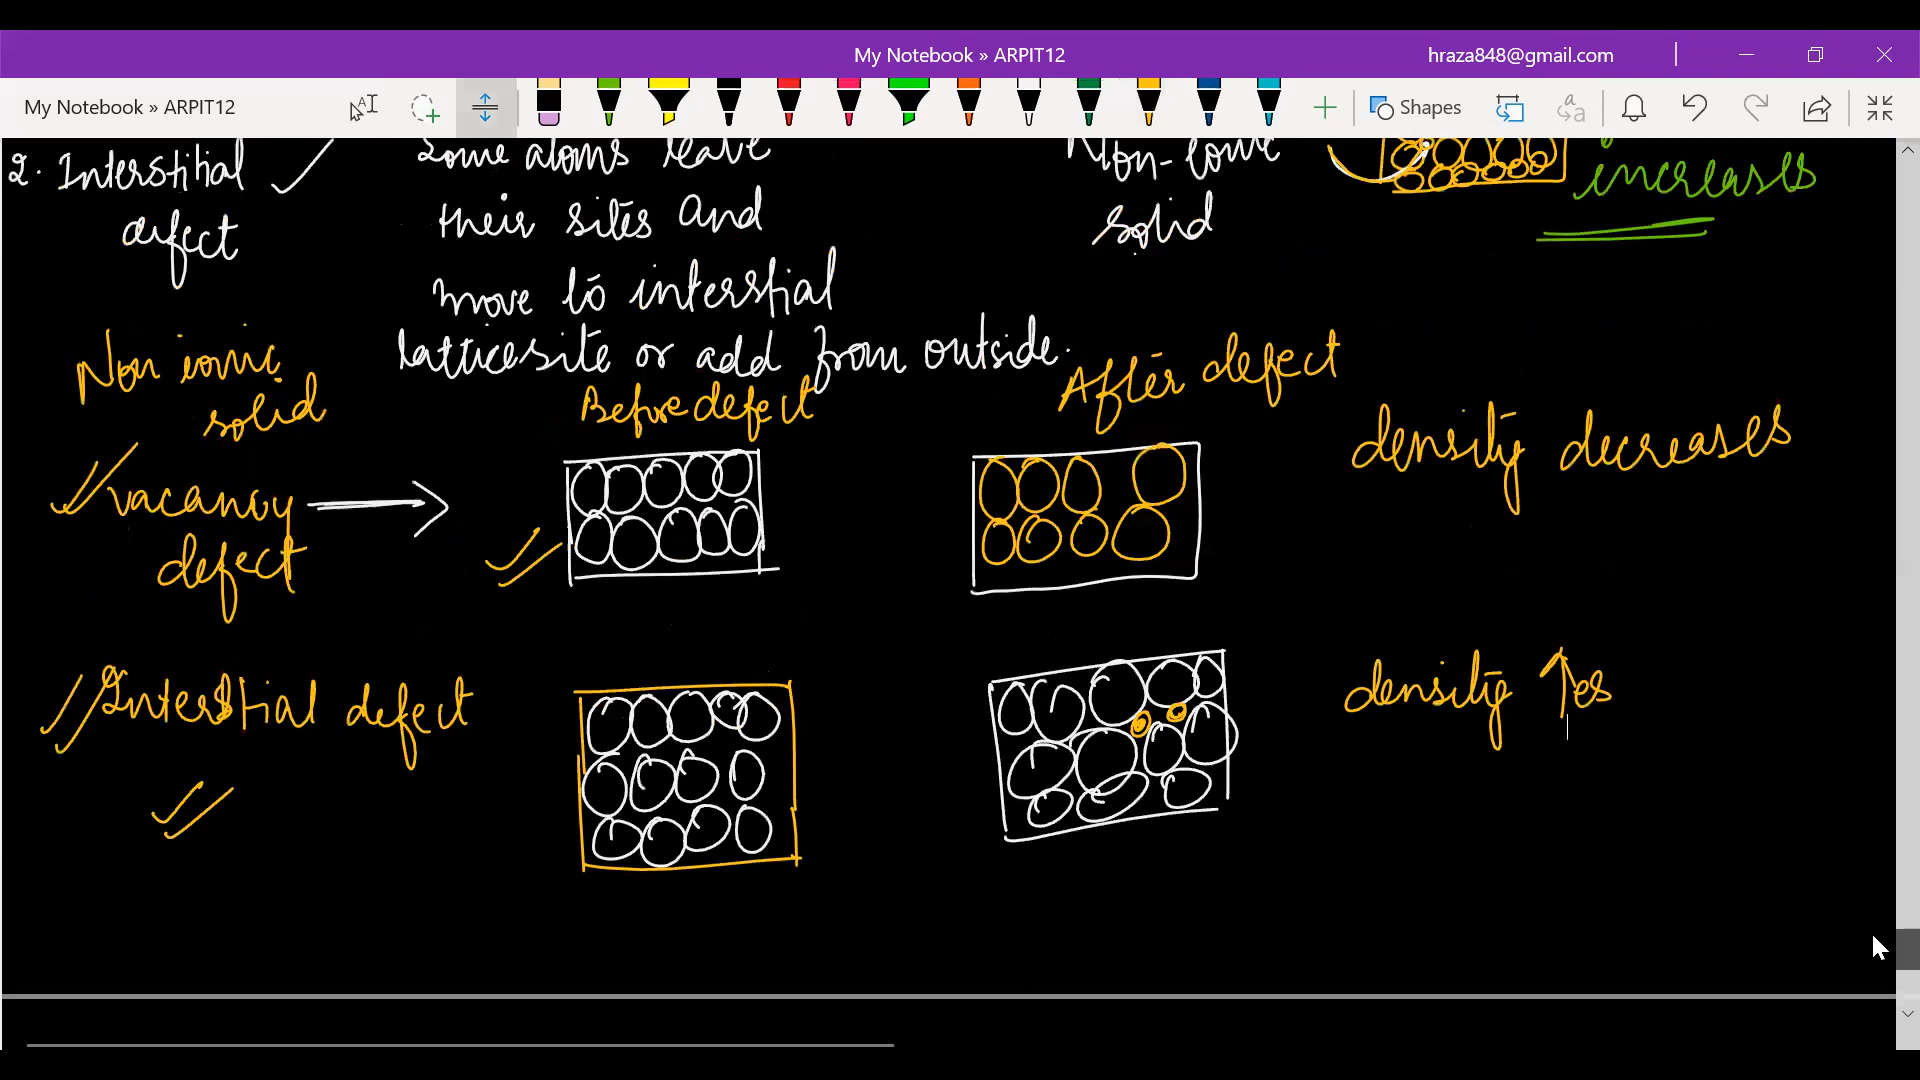 My Notebook » ARPIT12
hraza848@gmail.com
My Notebook » ARPIT12
Shapes
2. Interstitial defect
Some atoms leave
their sites and
move to interstial
lattice site or add from outside.
Non-ionic
solid
increases
Non ionic
solid
Before defect
After defect
vacancy
defect
density decreases
Interstial defect
density ↑es